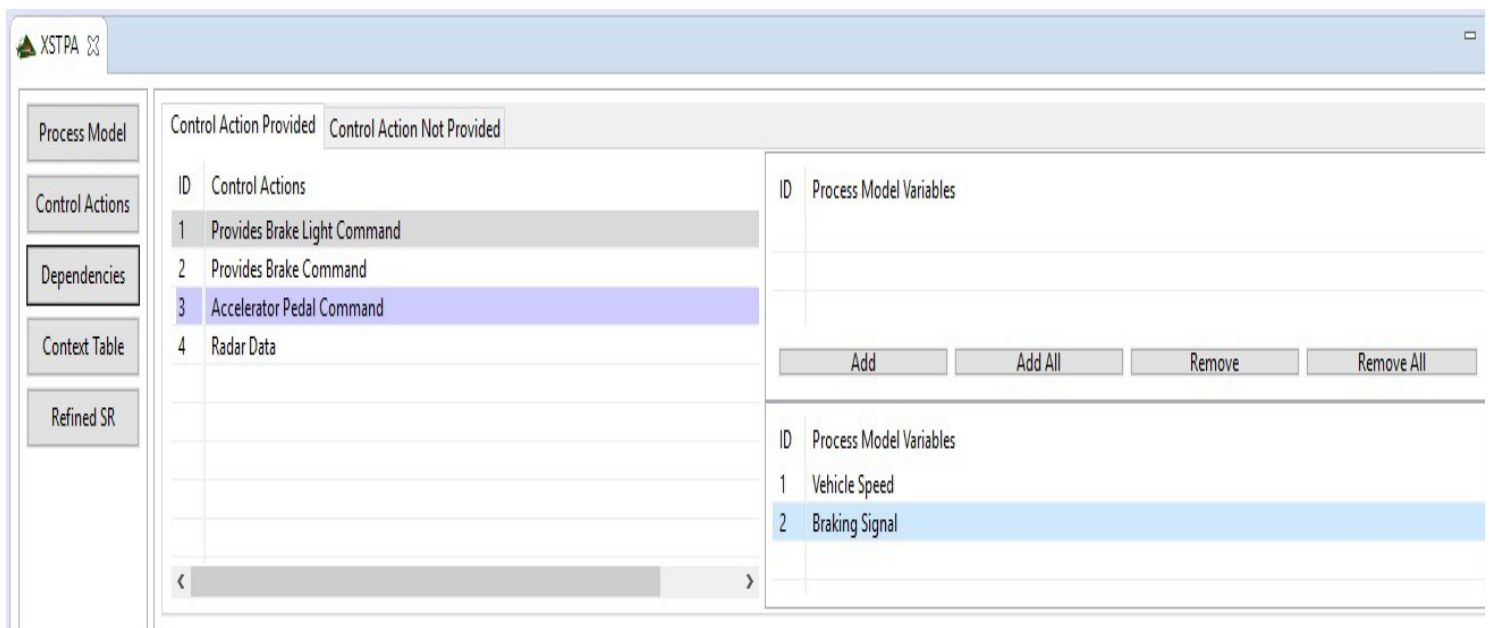 XSTPA
Process Model
Control Actions
Dependencies
Context Table
Refined SR
Control Action Provided Control Action Not Provided
ID Control Actions
1 Provides Brake Light Command
2 Provides Brake Command
3 Accelerator Pedal Command
4 Radar Data
ID Process Model Variables
Add Add All Remove Remove All
ID Process Model Variables
1 Vehicle Speed
2 Braking Signal